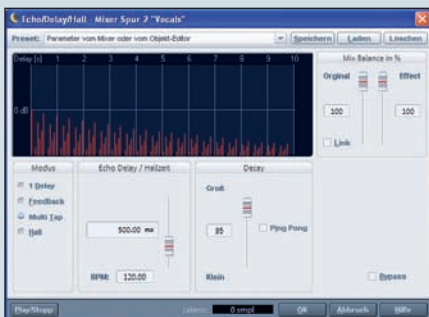 Echo/Delay/Hall - Mixer Spur 2 "Vocals"
Preset: Parameter vom Mixer oder vom Objekt-Editor Speichern Laden Löschen
Delay [s] 1 2 3 4 5 6 7 8 9 10
0 dB
Mix Balance in %
Orginal Effect
100 100
Link
Modus
1 Delay
Feedback
Multi Tap
Hall
Echo Delay / Hallzeit
500.00 ms
BPM: 120.00
Decay
Groß
95
Ping Pong
Klein
Bypass
Play/Stopp Latenz: 0 smpl OK Abbruch Hilfe